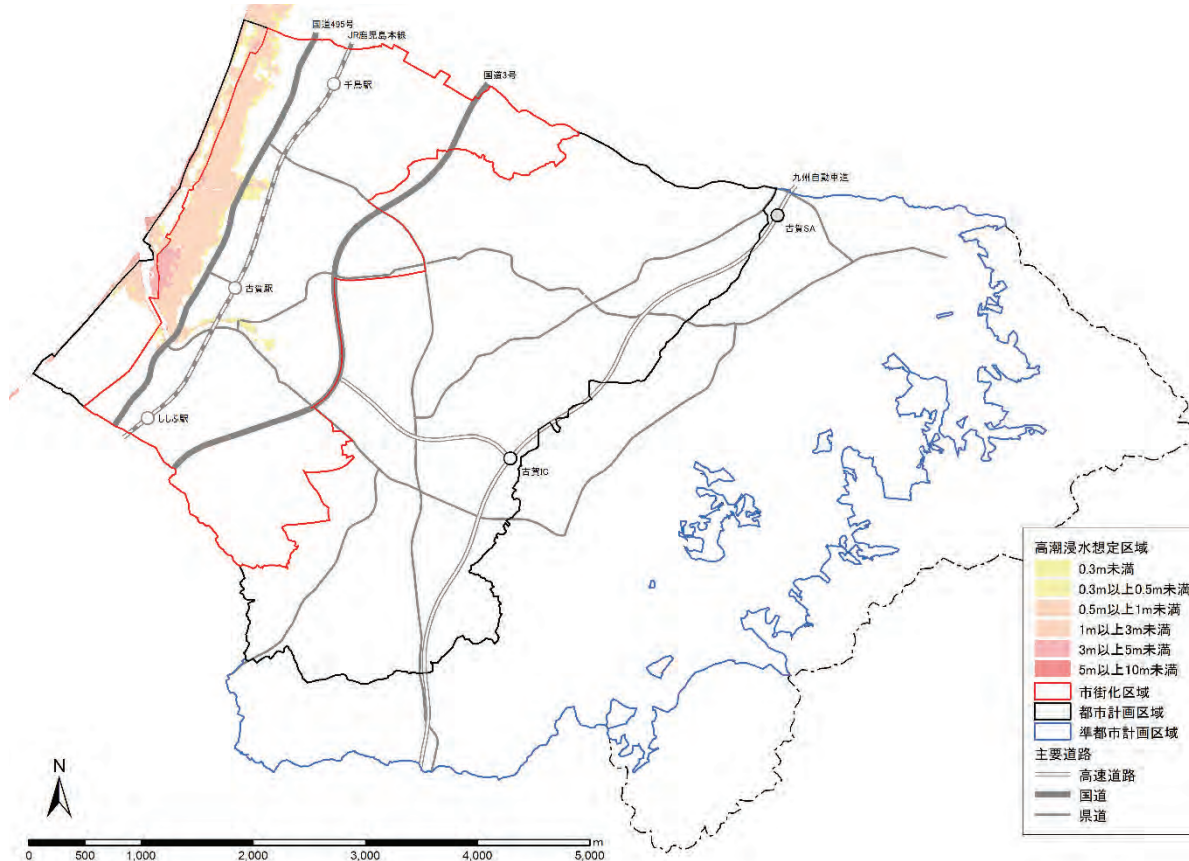 国道495号
JR鹿児島本線
千鳥駅
国道3号
九州自動車道
古賀SA
古賀駅
ししぶ駅
古賀IC
高潮浸水想定区域
0.3m未満
0.3m以上0.5m未満
0.5m以上1m未満
1m以上3m未満
3m以上5m未満
5m以上10m未満
市街化区域
都市計画区域
準都市計画区域
主要道路
高速道路
国道
県道
N
0 500 1,000 2,000 3,000 4,000 5,000 m